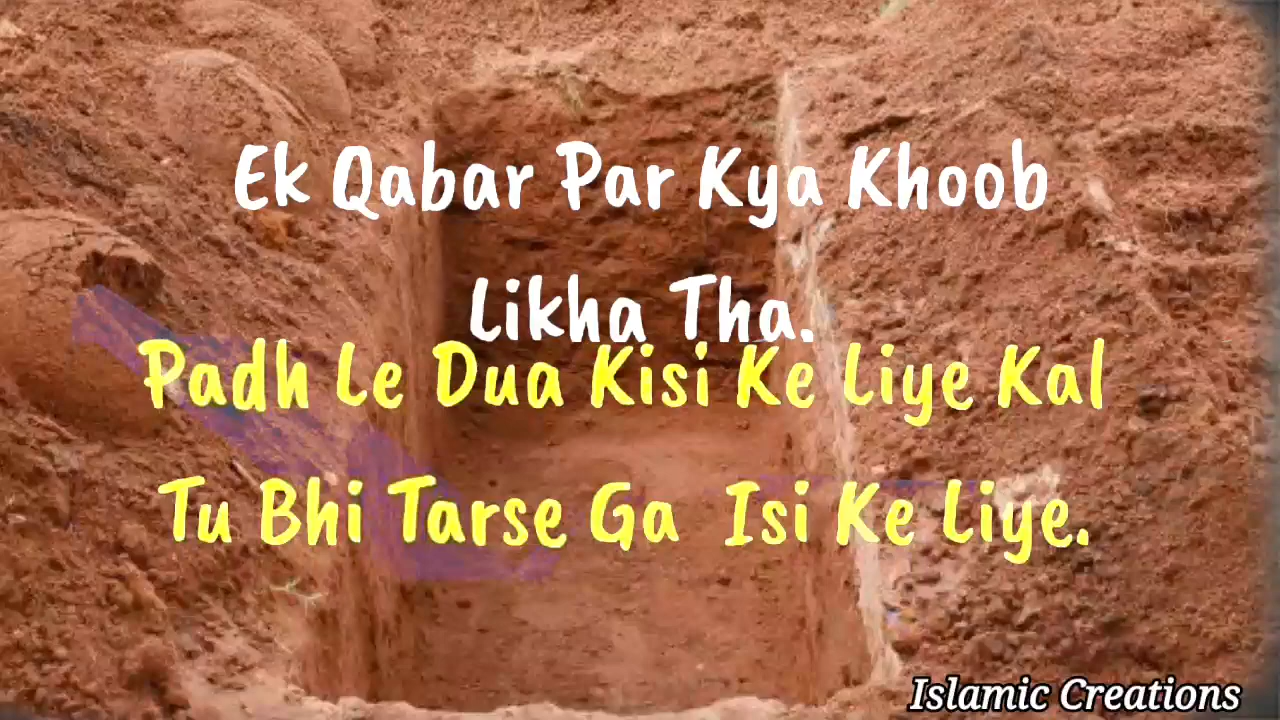 Ek Qabar Par Kya Khoob
Likha Tha.
Padh Le Dua Kisi Ke Liye Kal
Tu Bhi Tarse Ga  Isi Ke Liye.
Islamic Creations